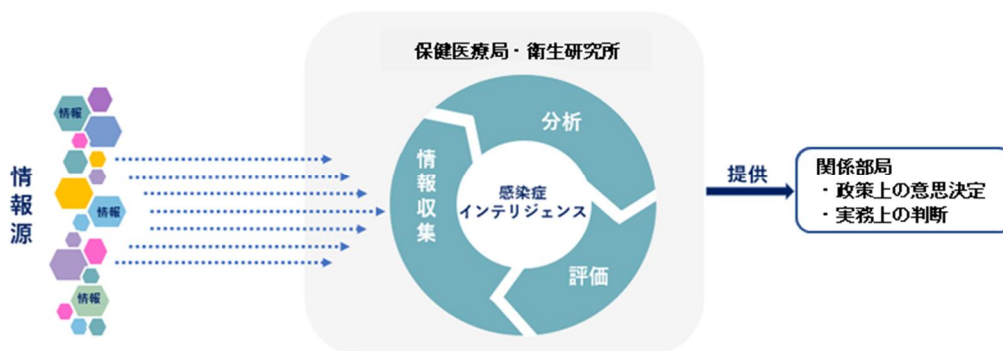 情報源
情報
情報
情報
保健医療局・衛生研究所
情報収集
分析
評価
感染症
インテリジェンス
提供
関係部局
・政策上の意思決定
・実務上の判断